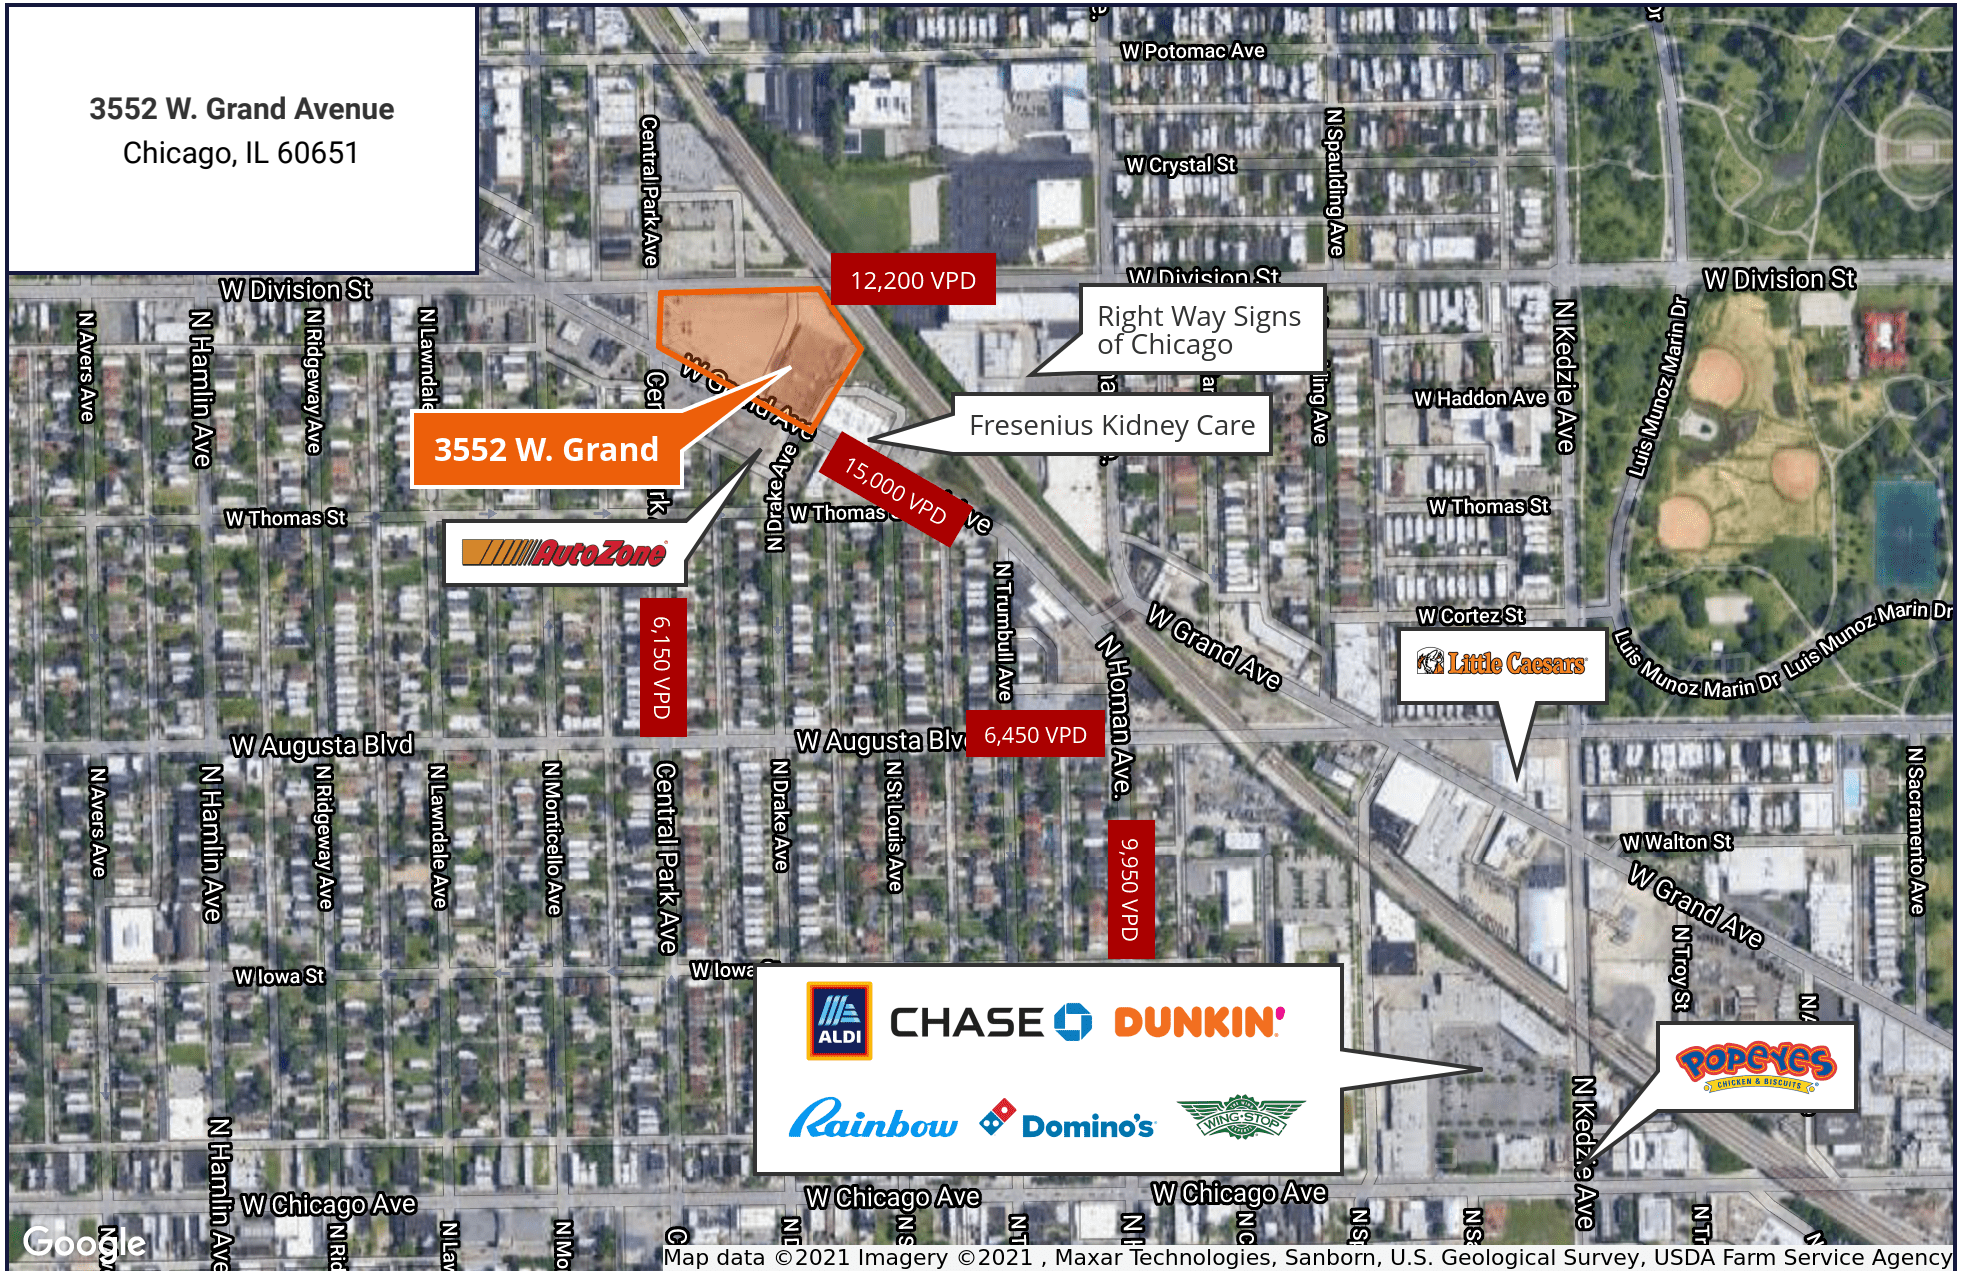 3552 W. Grand Avenue
Chicago, IL 60651
W Potomac Ave
W Crystal St
N Spaulding Ave
Central Park Ave
12,200 VPD
W Division St
W Division St
W Division St
Right Way Signs
of Chicago
N Avers Ave
N Hamlin Ave
N Ridgeway Ave
N Lawndale
N Kedzie Ave
Luis Munoz Marin Dr
W Haddon Ave
Fresenius Kidney Care
3552 W. Grand
15,000 VPD
N Drake Ave
W Thomas St
W Thomas
W Thomas St
AutoZone
6,150 VPD
N Trumbull Ave
W Grand Ave
N Homan Ave.
W Cortez St
Little Caesars
Luis Munoz Marin Dr
Luis Munoz Marin Dr
W Augusta Blvd
W Augusta Blv
6,450 VPD
N Avers Ave
N Hamlin Ave
N Ridgeway Ave
N Lawndale Ave
N Monticello Ave
Central Park Ave
N Drake Ave
N St Louis Ave
9,950 VPD
N Sacramento Ave
W Walton St
W Grand Ave
N Troy St
W Iowa St
W Iowa
ALDI
CHASE
DUNKIN'
Rainbow
Domino's
WING·STOP
POPEYES
CHICKEN & BISCUITS
N Kedzie Ave
N Hamlin Ave
W Chicago Ave
W Chicago Ave
W Chicago Ave
Google
Map data ©2021 Imagery ©2021 , Maxar Technologies, Sanborn, U.S. Geological Survey, USDA Farm Service Agency